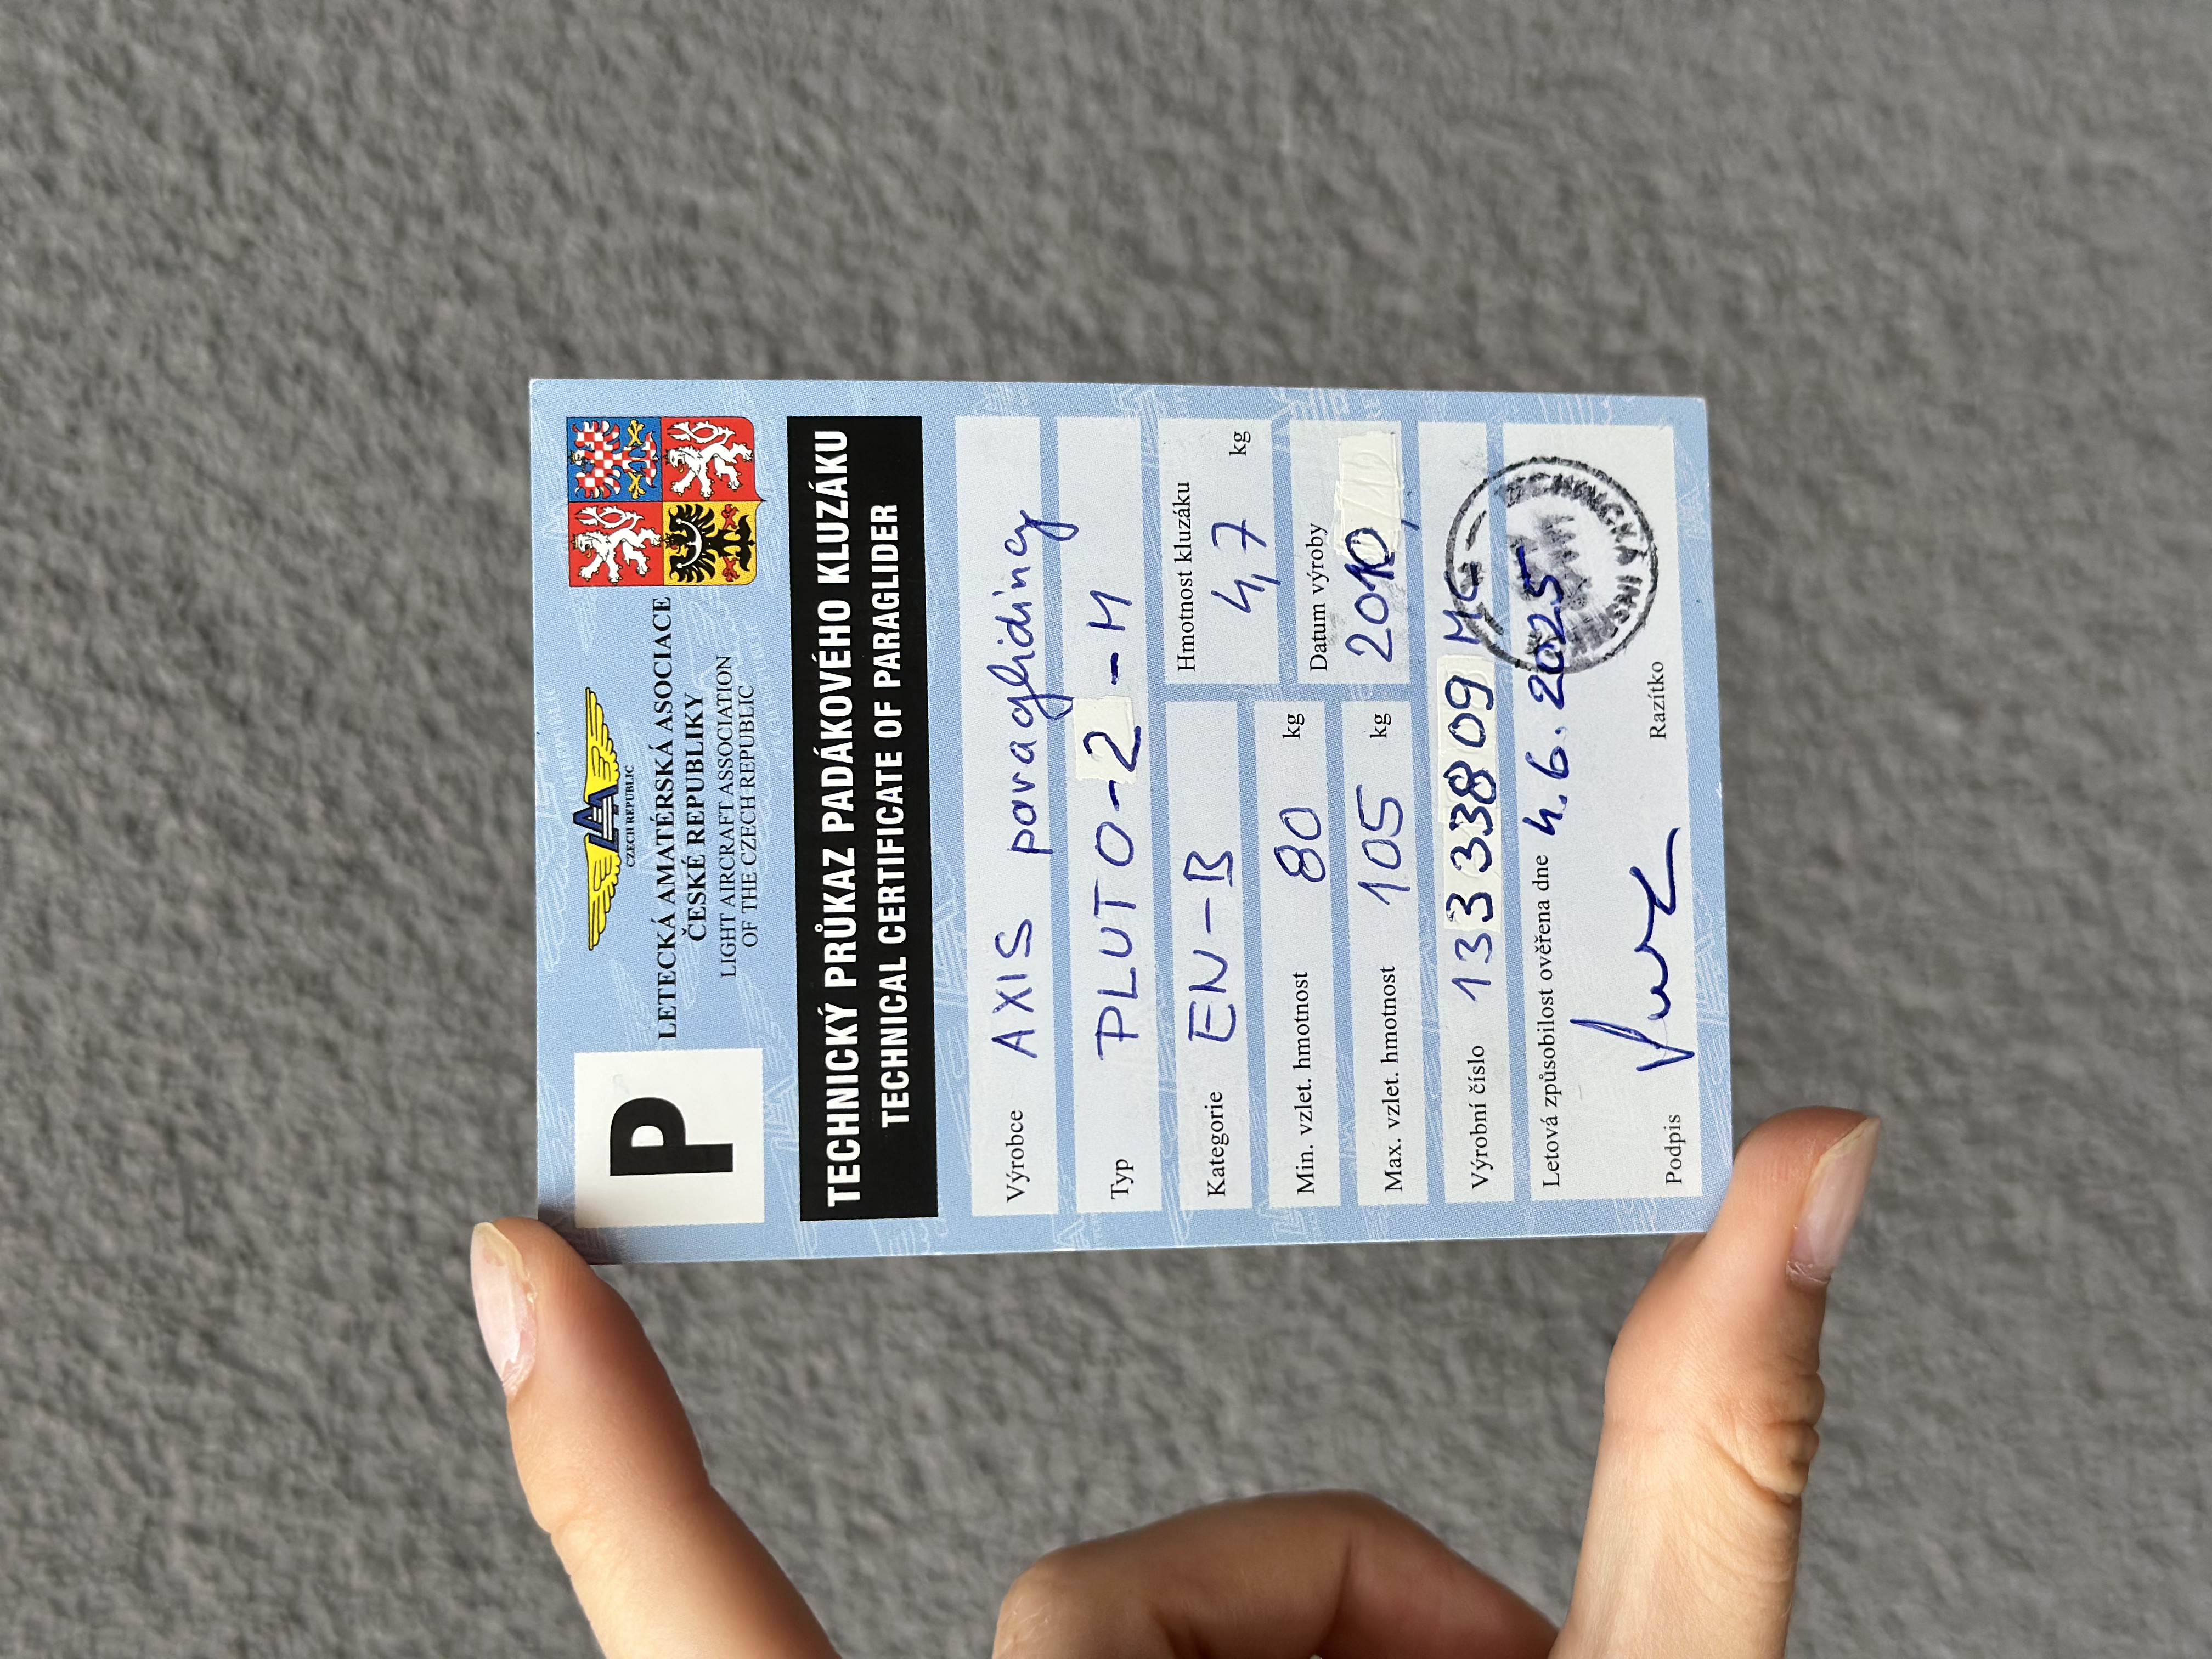 P
CZECH REPUBLIC
LETECKÁ AMATÉRSKÁ ASOCIACE
ČESKÉ REPUBLIKY
LIGHT AIRCRAFT ASSOCIATION
OF THE CZECH REPUBLIC
TECHNICKÝ PRŮKAZ PADÁKOVÉHO KLUZÁKU
TECHNICAL CERTIFICATE OF PARAGLIDER
Výrobce AXIS paragliding
Typ PLUTO-2-M
Kategorie EN-B
Hmotnost kluzáku
4,7 kg
Min. vzlet. hmotnost 80 kg
Datum výroby
2010
Max. vzlet. hmotnost 105 kg
Výrobní číslo 133 338 09 MG
Letová způsobilost ověřena dne 4.6.2025
Podpis
Razítko